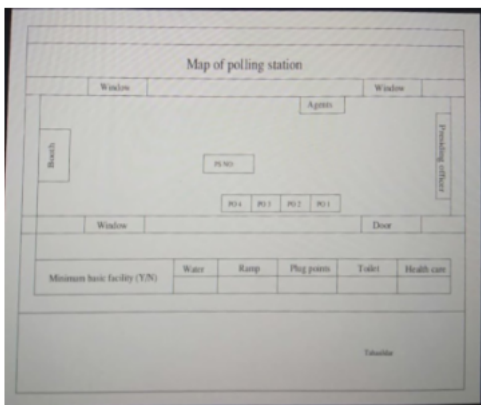 Map of polling station
Window Window
Agents
Presiding officer
PS NO
PO 4 PO 3 PO 2 PO 1
Window Door
Minimum basic facility (Y/N) Water Ramp Plug points Toilet Health care
Tahasildar